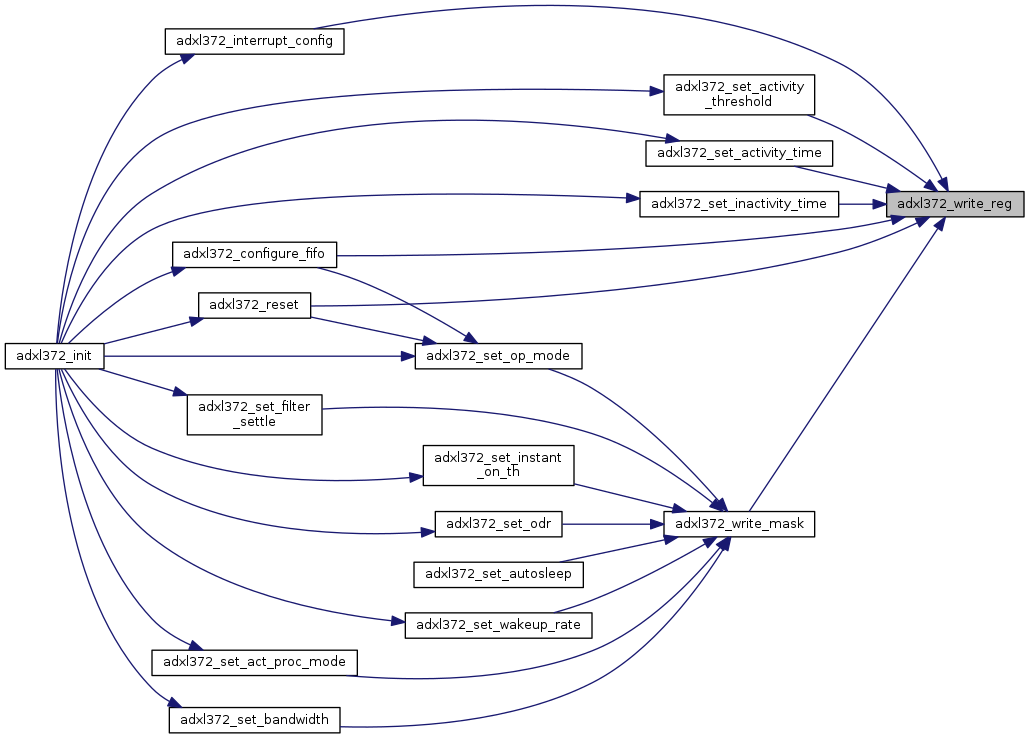 adxl372_interrupt_config
adxl372_set_activity
_threshold
adxl372_set_activity_time
adxl372_set_inactivity_time
adxl372_write_reg
adxl372_configure_fifo
adxl372_reset
adxl372_init
adxl372_set_op_mode
adxl372_set_filter
_settle
adxl372_set_instant
_on_th
adxl372_set_odr
adxl372_write_mask
adxl372_set_autosleep
adxl372_set_wakeup_rate
adxl372_set_act_proc_mode
adxl372_set_bandwidth